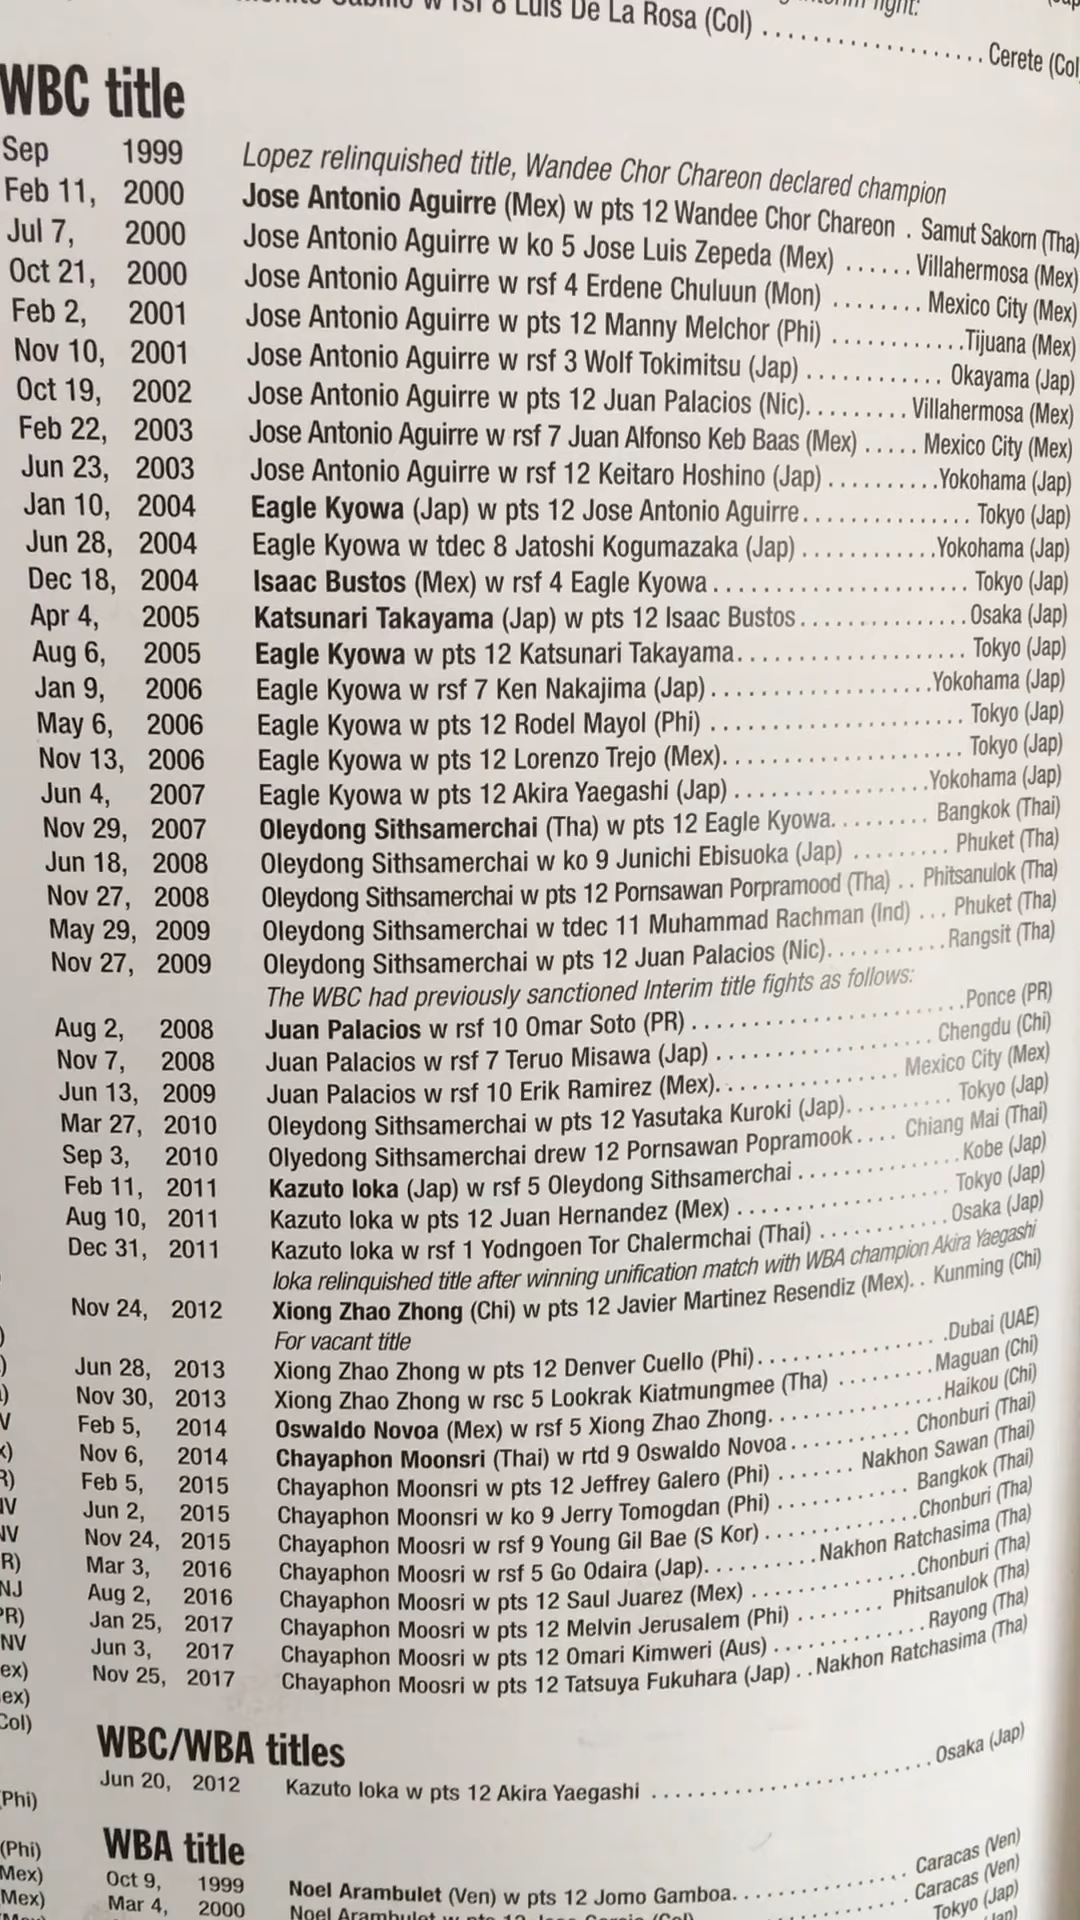 w rsf 8 Luis De La Rosa (Col) .................... Cerete (Col
WBC title
Sep 1999 Lopez relinquished title, Wandee Chor Chareon declared champion
Feb 11, 2000 Jose Antonio Aguirre (Mex) w pts 12 Wandee Chor Chareon . Samut Sakorn (Tha)
Jul 7, 2000 Jose Antonio Aguirre w ko 5 Jose Luis Zepeda (Mex) ...... Villahermosa (Mex)
Oct 21, 2000 Jose Antonio Aguirre w rsf 4 Erdene Chuluun (Mon) ........ Mexico City (Mex)
Feb 2, 2001 Jose Antonio Aguirre w pts 12 Manny Melchor (Phi) ............ Tijuana (Mex)
Nov 10, 2001 Jose Antonio Aguirre w rsf 3 Wolf Tokimitsu (Jap) ............ Okayama (Jap)
Oct 19, 2002 Jose Antonio Aguirre w pts 12 Juan Palacios (Nic)......... Villahermosa (Mex)
Feb 22, 2003 Jose Antonio Aguirre w rsf 7 Juan Alfonso Keb Baas (Mex) ..... Mexico City (Mex)
Jun 23, 2003 Jose Antonio Aguirre w rsf 12 Keitaro Hoshino (Jap) .......... Yokohama (Jap)
Jan 10, 2004 Eagle Kyowa (Jap) w pts 12 Jose Antonio Aguirre............... Tokyo (Jap)
Jun 28, 2004 Eagle Kyowa w tdec 8 Jatoshi Kogumazaka (Jap) ............ Yokohama (Jap)
Dec 18, 2004 Isaac Bustos (Mex) w rsf 4 Eagle Kyowa ....................... Tokyo (Jap)
Apr 4, 2005 Katsunari Takayama (Jap) w pts 12 Isaac Bustos............... Osaka (Jap)
Aug 6, 2005 Eagle Kyowa w pts 12 Katsunari Takayama..................... Tokyo (Jap)
Jan 9, 2006 Eagle Kyowa w rsf 7 Ken Nakajima (Jap) .................... Yokohama (Jap)
May 6, 2006 Eagle Kyowa w pts 12 Rodel Mayol (Phi) ....................... Tokyo (Jap)
Nov 13, 2006 Eagle Kyowa w pts 12 Lorenzo Trejo (Mex)...................... Tokyo (Jap)
Jun 4, 2007 Eagle Kyowa w pts 12 Akira Yaegashi (Jap) .................. Yokohama (Jap)
Nov 29, 2007 Oleydong Sithsamerchai (Tha) w pts 12 Eagle Kyowa......... Bangkok (Thai)
Jun 18, 2008 Oleydong Sithsamerchai w ko 9 Junichi Ebisuoka (Jap) ......... Phuket (Tha)
Nov 27, 2008 Oleydong Sithsamerchai w pts 12 Pornsawan Porpramood (Tha) .. Phitsanulok (Tha)
May 29, 2009 Oleydong Sithsamerchai w tdec 11 Muhammad Rachman (Ind) ... Phuket (Tha)
Nov 27, 2009 Oleydong Sithsamerchai w pts 12 Juan Palacios (Nic).......... Rangsit (Tha)
The WBC had previously sanctioned Interim title fights as follows:
Aug 2, 2008 Juan Palacios w rsf 10 Omar Soto (PR) ......................... Ponce (PR)
Nov 7, 2008 Juan Palacios w rsf 7 Teruo Misawa (Jap) .................... Chengdu (Chi)
Jun 13, 2009 Juan Palacios w rsf 10 Erik Ramirez (Mex)................. Mexico City (Mex)
Mar 27, 2010 Oleydong Sithsamerchai w pts 12 Yasutaka Kuroki (Jap).......... Tokyo (Jap)
Sep 3, 2010 Olyedong Sithsamerchai drew 12 Pornsawan Popramook.... Chiang Mai (Thai)
Feb 11, 2011 Kazuto Ioka (Jap) w rsf 5 Oleydong Sithsamerchai .............. Kobe (Jap)
Aug 10, 2011 Kazuto Ioka w pts 12 Juan Hernandez (Mex) ................... Tokyo (Jap)
Dec 31, 2011 Kazuto Ioka w rsf 1 Yodngoen Tor Chalermchai (Thai) ........... Osaka (Jap)
Ioka relinquished title after winning unification match with WBA champion Akira Yaegashi
Nov 24, 2012 Xiong Zhao Zhong (Chi) w pts 12 Javier Martinez Resendiz (Mex).. Kunming (Chi)
For vacant title
Jun 28, 2013 Xiong Zhao Zhong w pts 12 Denver Cuello (Phi)................. Dubai (UAE)
Nov 30, 2013 Xiong Zhao Zhong w rsc 5 Lookrak Kiatmungmee (Tha) ......... Maguan (Chi)
Feb 5, 2014 Oswaldo Novoa (Mex) w rsf 5 Xiong Zhao Zhong................ Haikou (Chi)
Nov 6, 2014 Chayaphon Moonsri (Thai) w rtd 9 Oswaldo Novoa ............ Chonburi (Thai)
Feb 5, 2015 Chayaphon Moonsri w pts 12 Jeffrey Galero (Phi) ....... Nakhon Sawan (Thai)
Jun 2, 2015 Chayaphon Moonsri w ko 9 Jerry Tomogdan (Phi) ............ Bangkok (Thai)
Nov 24, 2015 Chayaphon Moosri w rsf 9 Young Gil Bae (S Kor) ............. Chonburi (Tha)
Mar 3, 2016 Chayaphon Moosri w rsf 5 Go Odaira (Jap).......... Nakhon Ratchasima (Tha)
Aug 2, 2016 Chayaphon Moosri w pts 12 Saul Juarez (Mex) .............. Chonburi (Tha)
Jan 25, 2017 Chayaphon Moosri w pts 12 Melvin Jerusalem (Phi) ........ Phitsanulok (Tha)
Jun 3, 2017 Chayaphon Moosri w pts 12 Omari Kimweri (Aus) ............. Rayong (Tha)
Nov 25, 2017 Chayaphon Moosri w pts 12 Tatsuya Fukuhara (Jap) .. Nakhon Ratchasima (Tha)
WBC/WBA titles
Jun 20, 2012 Kazuto Ioka w pts 12 Akira Yaegashi ......................... Osaka (Jap)
WBA title
Oct 9, 1999 Noel Arambulet (Ven) w pts 12 Jomo Gamboa................ Caracas (Ven)
Mar 4, 2000 Noel Arambulet w pts 12 Caracas (Ven)
Tokyo (Jap)